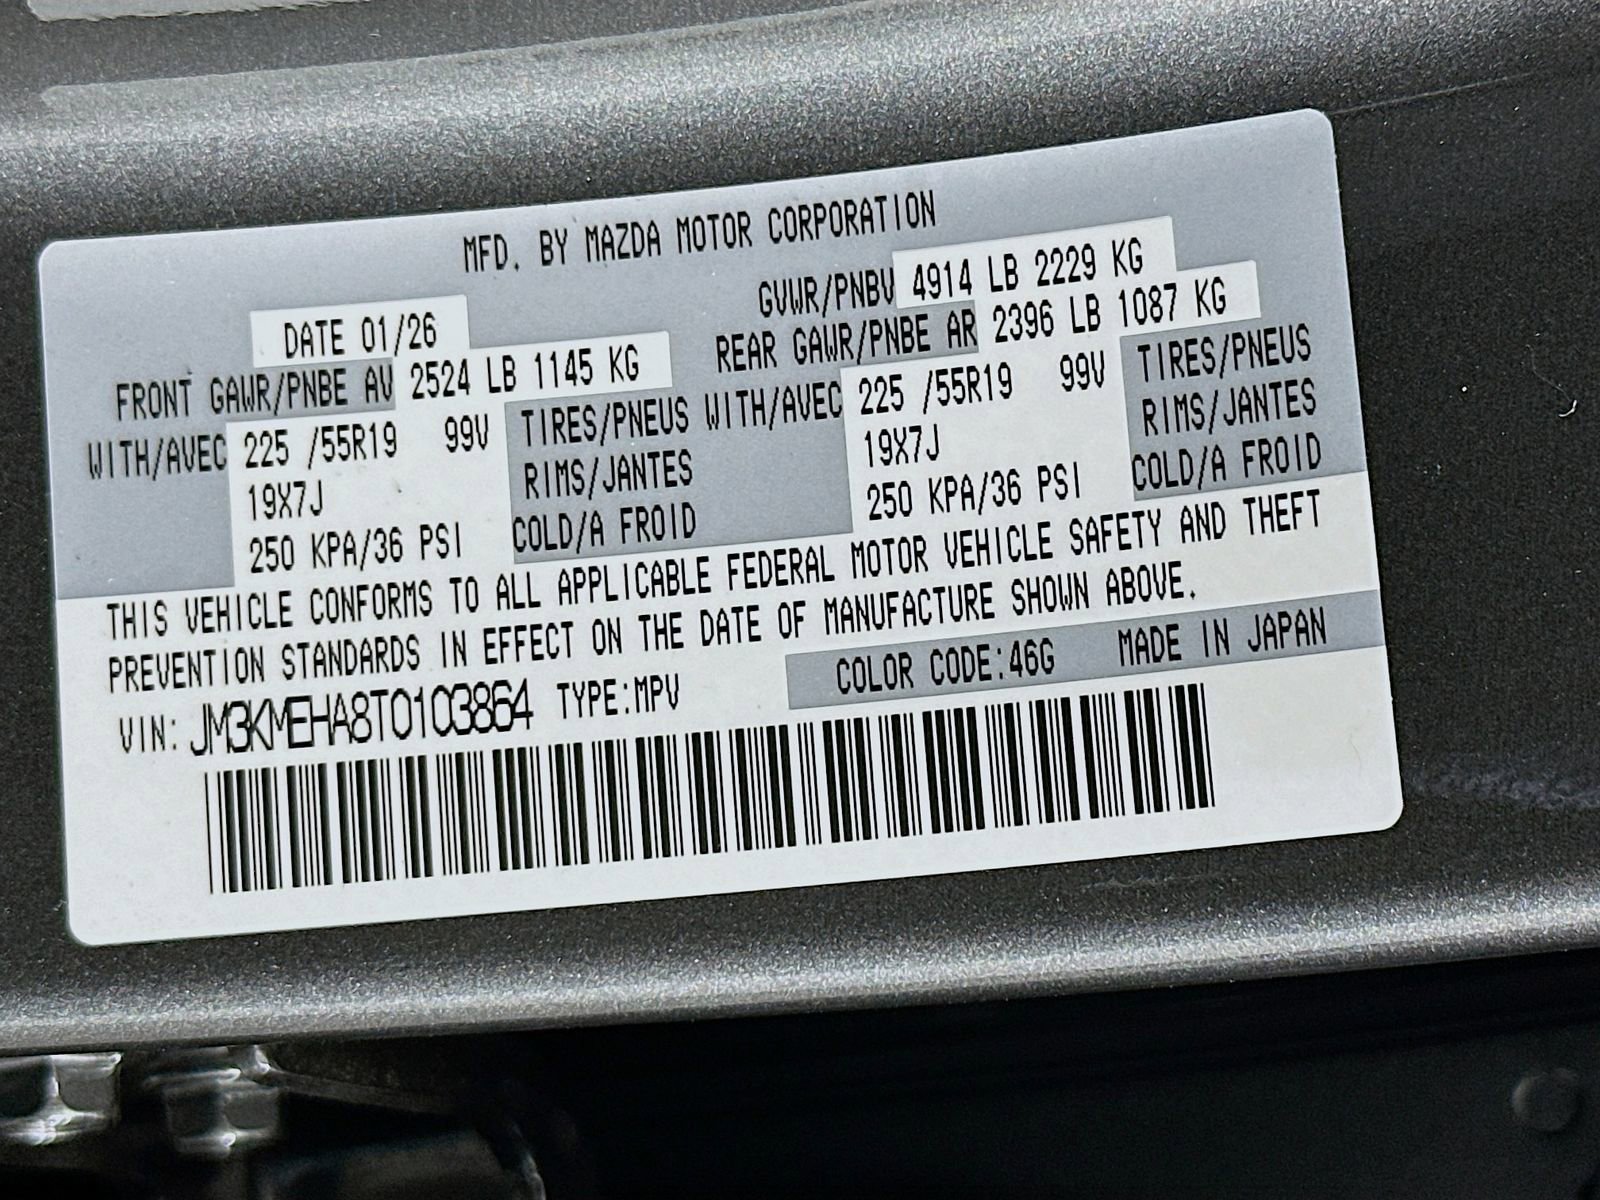 MFD. BY MAZDA MOTOR CORPORATION
DATE 01/26 GVWR/PNBV 4914 LB 2229 KG
FRONT GAWR/PNBE AV 2524 LB 1145 KG REAR GAWR/PNBE AR 2396 LB 1087 KG
WITH/AVEC 225 /55R19 99V TIRES/PNEUS WITH/AVEC 225 /55R19 99V TIRES/PNEUS
19X7J RIMS/JANTES 19X7J RIMS/JANTES
250 KPA/36 PSI COLD/A FROID 250 KPA/36 PSI COLD/A FROID
THIS VEHICLE CONFORMS TO ALL APPLICABLE FEDERAL MOTOR VEHICLE SAFETY AND THEFT
PREVENTION STANDARDS IN EFFECT ON THE DATE OF MANUFACTURE SHOWN ABOVE.
VIN: JM3KMEHA8T0103864 TYPE:MPV COLOR CODE:46G MADE IN JAPAN